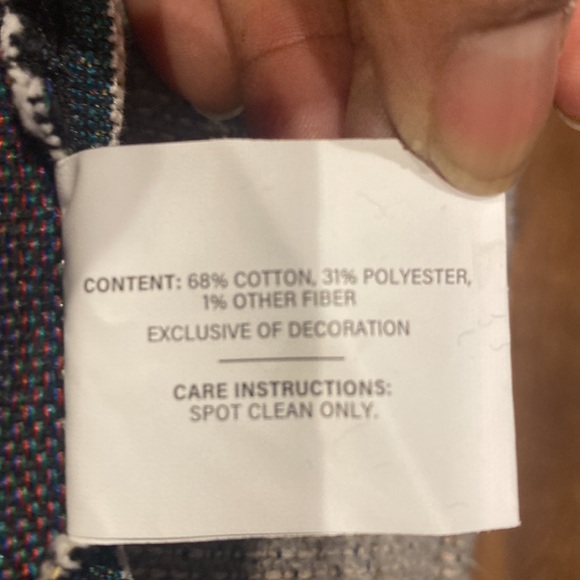 CONTENT: 68% COTTON, 31% POLYESTER,
1% OTHER FIBER
EXCLUSIVE OF DECORATION
CARE INSTRUCTIONS:
SPOT CLEAN ONLY.